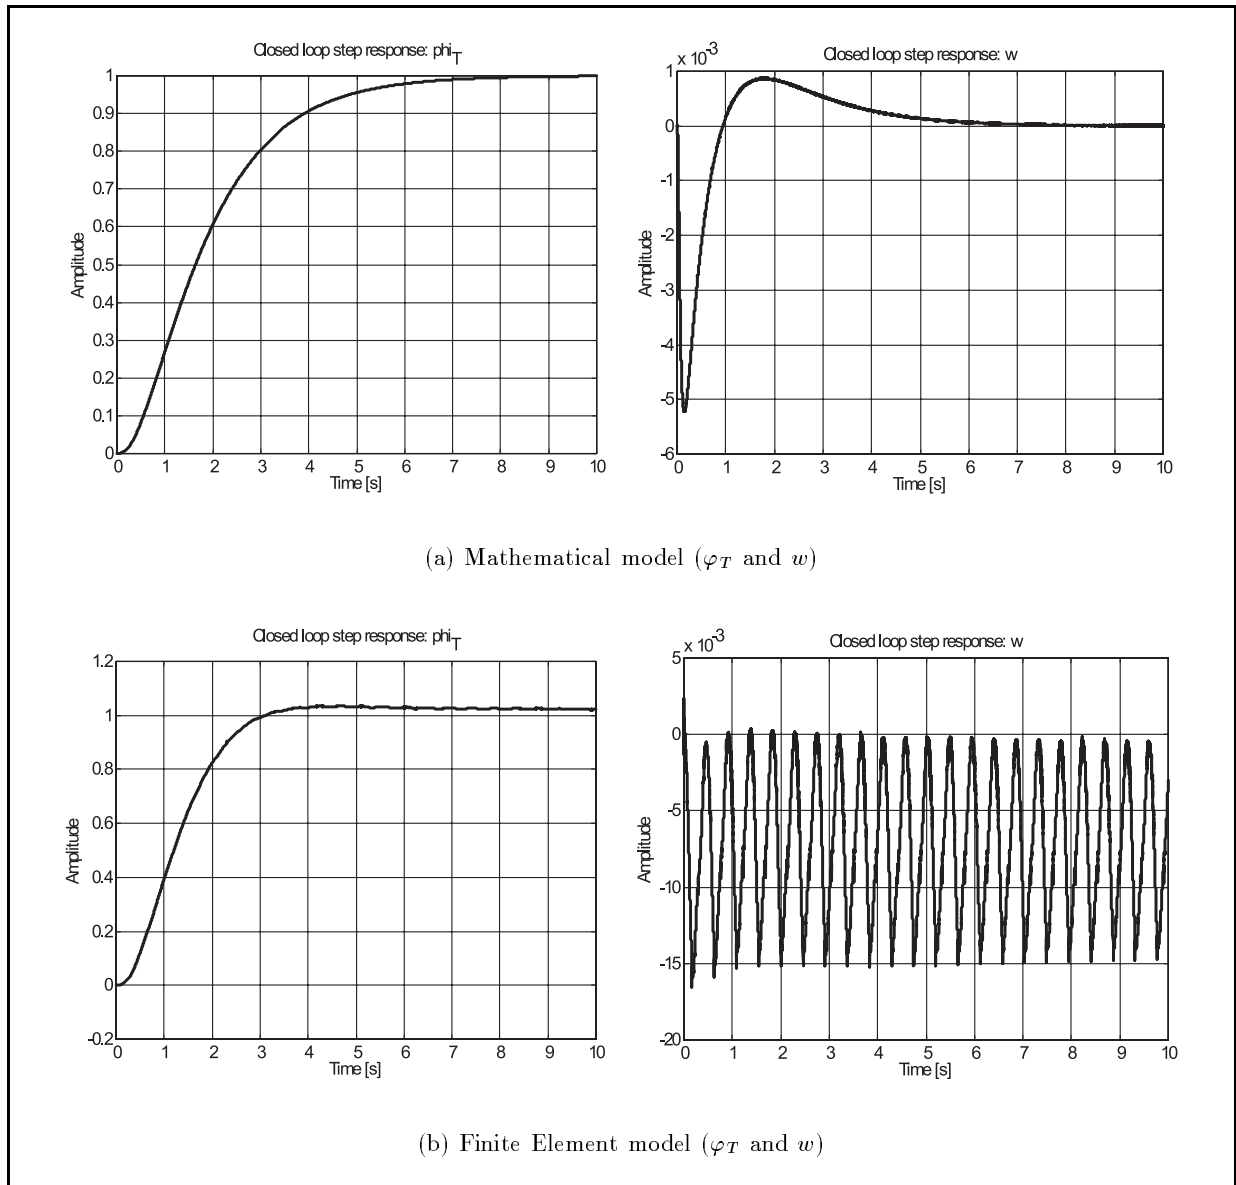 Closed loop step response: phi_T
1
0.9
0.8
0.7
0.6
0.5
0.4
0.3
0.2
0.1
0
Amplitude
0 1 2 3 4 5 6 7 8 9 10
Time [s]
x 10^-3
Closed loop step response: w
1
0
-1
-2
-3
-4
-5
-6
Amplitude
0 1 2 3 4 5 6 7 8 9 10
Time [s]
(a) Mathematical model (φ_T and w)
Closed loop step response: phi_T
1.2
1
0.8
0.6
0.4
0.2
0
-0.2
Amplitude
0 1 2 3 4 5 6 7 8 9 10
Time [s]
x 10^-3
Closed loop step response: w
5
0
-5
-10
-15
-20
Amplitude
0 1 2 3 4 5 6 7 8 9 10
Time [s]
(b) Finite Element model (φ_T and w)